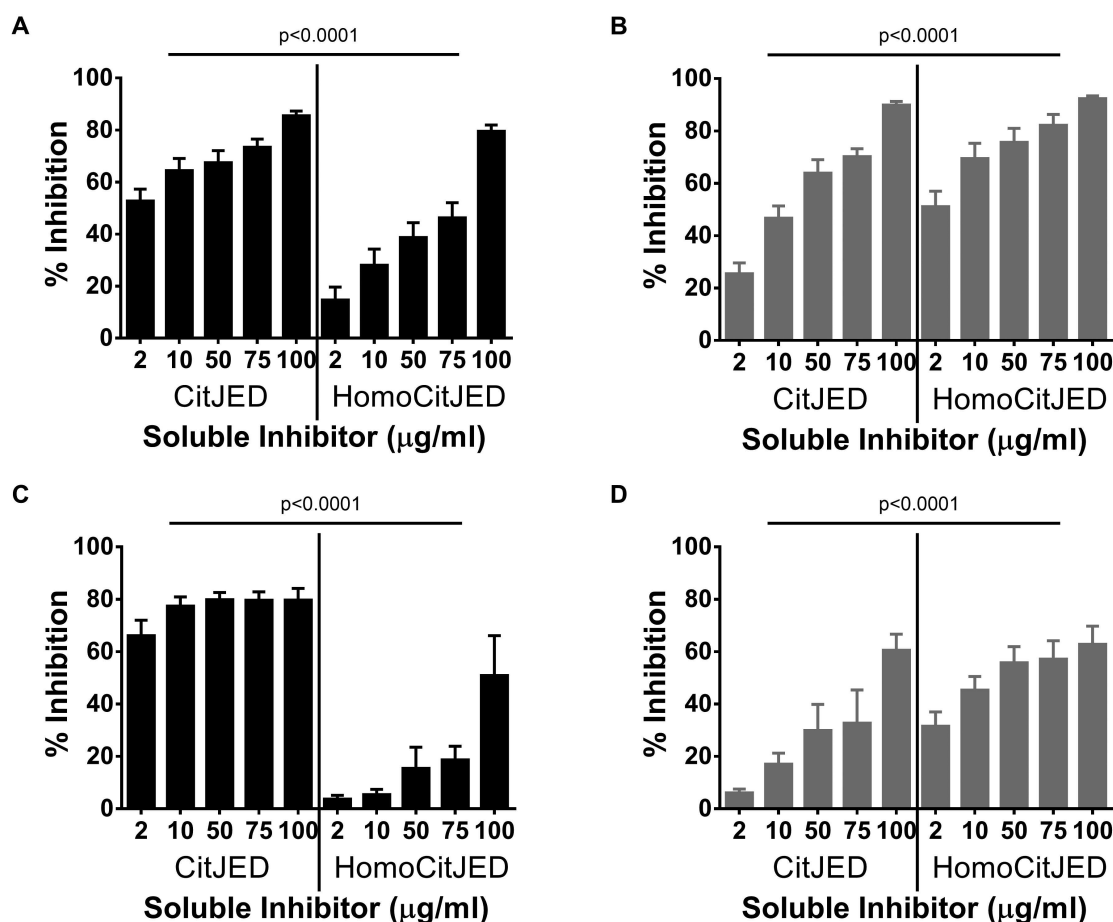 A
p<0.0001
% Inhibition
100
80
60
40
20
0
2 10 50 75 100 2 10 50 75 100
CitJED HomoCitJED
Soluble Inhibitor (μg/ml)
B
p<0.0001
% Inhibition
100
80
60
40
20
0
2 10 50 75 100 2 10 50 75 100
CitJED HomoCitJED
Soluble Inhibitor (μg/ml)
C
p<0.0001
% Inhibition
100
80
60
40
20
0
2 10 50 75 100 2 10 50 75 100
CitJED HomoCitJED
Soluble Inhibitor (μg/ml)
D
p<0.0001
% Inhibition
100
80
60
40
20
0
2 10 50 75 100 2 10 50 75 100
CitJED HomoCitJED
Soluble Inhibitor (μg/ml)